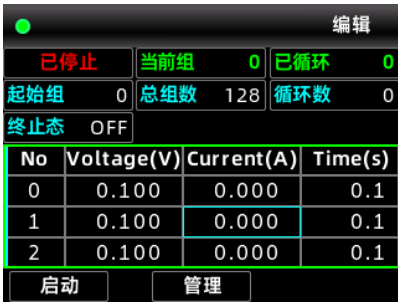 编辑
已停止 当前组 0 已循环 0
起始组 0 总组数 128 循环数 0
终止态 OFF
No Voltage(V) Current(A) Time(s)
0 0.100 0.000 0.1
1 0.100 0.000 0.1
2 0.100 0.000 0.1
启动 管理